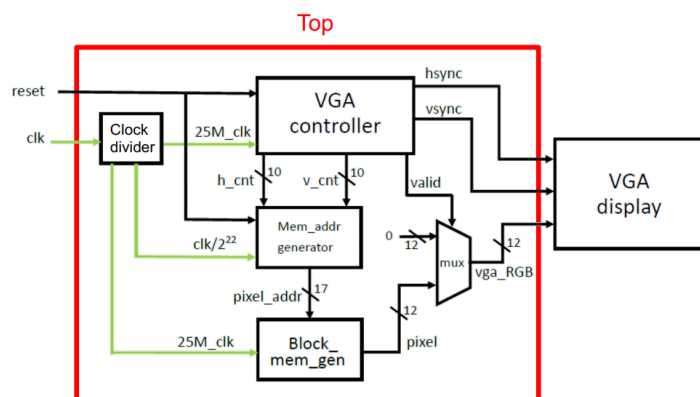 Top
reset
clk
Clock
divider
25M_clk
VGA
controller
hsync
vsync
h_cnt
10
v_cnt
10
valid
VGA
display
Mem_addr
generator
clk/2²²
0
12
mux
12
vga_RGB
pixel_addr
17
12
pixel
25M_clk
Block_
mem_gen